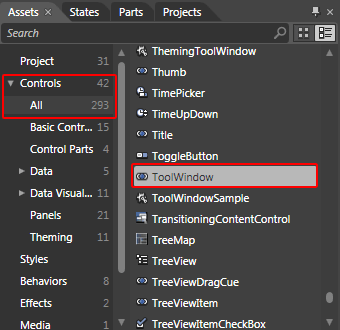 Assets × States Parts Projects
Search
Project 31
Controls 42
All 293
Basic Contr... 15
Control Parts 4
Data 5
Data Visual... 11
Panels 21
Theming 11
Styles
Behaviors 8
Effects 2
Media 8
ThemingToolWindow
Thumb
TimePicker
TimeUpDown
Title
ToggleButton
ToolWindow
ToolWindowSample
TransitioningContentControl
TreeMap
TreeView
TreeViewDragCue
TreeViewItem
TreeViewItemCheckBox